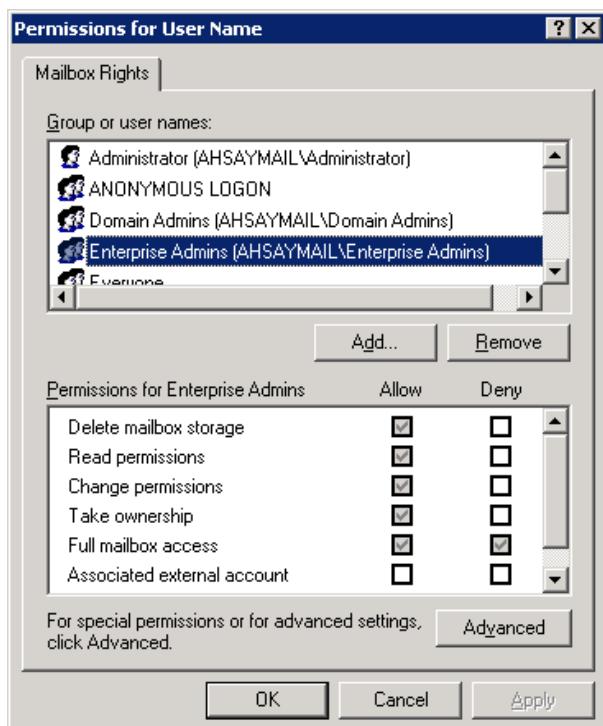 Permissions for User Name
Mailbox Rights
Group or user names:
Administrator (AHSAYMAIL\Administrator)
ANONYMOUS LOGON
Domain Admins (AHSAYMAIL\Domain Admins)
Enterprise Admins (AHSAYMAIL\Enterprise Admins)
Everyone
Add... Remove
Permissions for Enterprise Admins Allow Deny
Delete mailbox storage
Read permissions
Change permissions
Take ownership
Full mailbox access
Associated external account
For special permissions or for advanced settings,
click Advanced.
Advanced
OK Cancel Apply